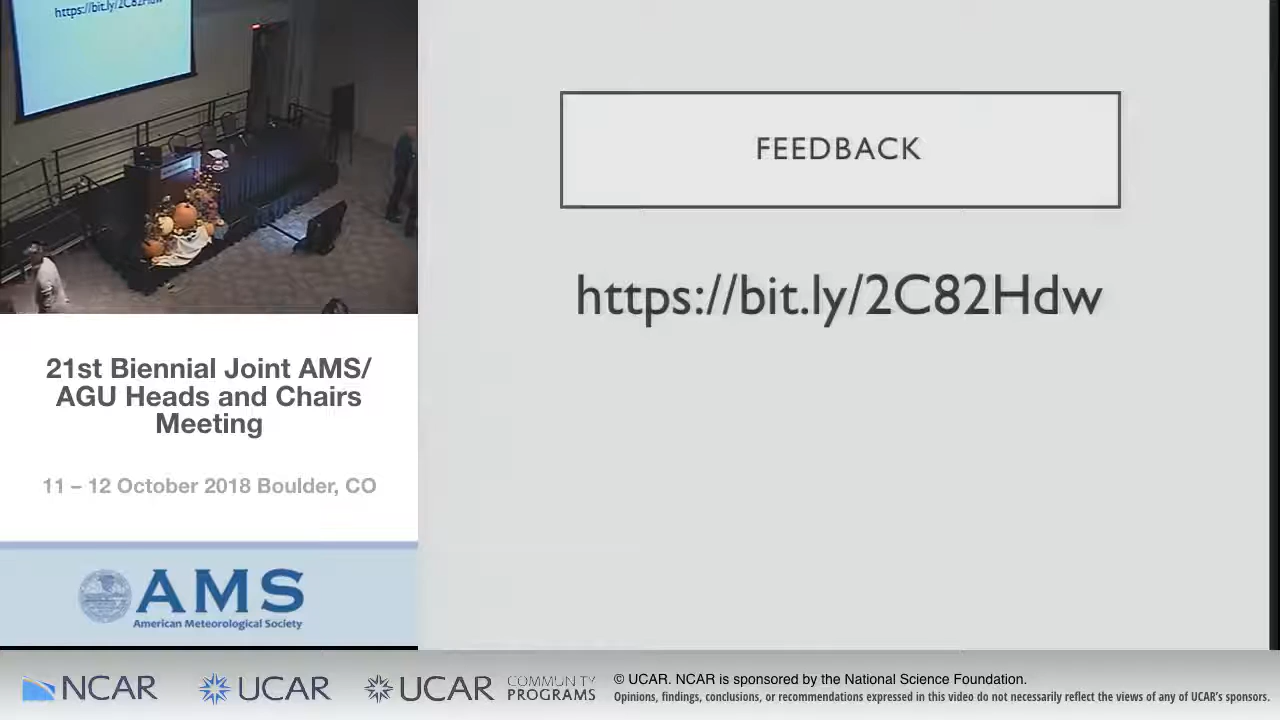 https://bit.ly/2C82Hdw
FEEDBACK
https://bit.ly/2C82Hdw
21st Biennial Joint AMS/
AGU Heads and Chairs
Meeting
11 – 12 October 2018 Boulder, CO
AMS
American Meteorological Society
NCAR
UCAR
UCAR
COMMUNITY
PROGRAMS
© UCAR. NCAR is sponsored by the National Science Foundation.
Opinions, findings, conclusions, or recommendations expressed in this video do not necessarily reflect the views of any of UCAR's sponsors.